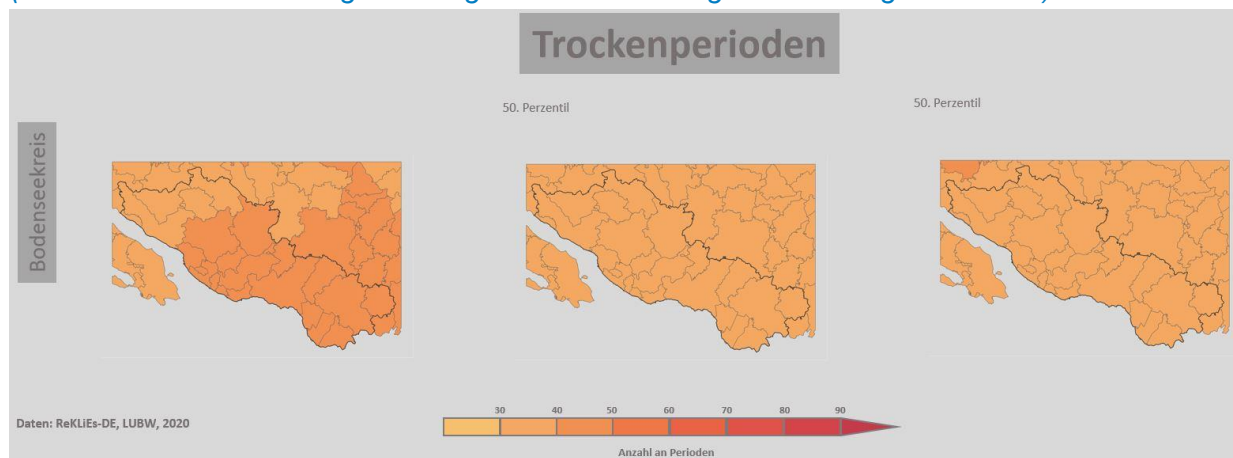 Trockenperioden
50. Perzentil
50. Perzentil
Bodenseekreis
30 40 50 60 70 80 90
Anzahl an Perioden
Daten: ReKLiEs-DE, LUBW, 2020